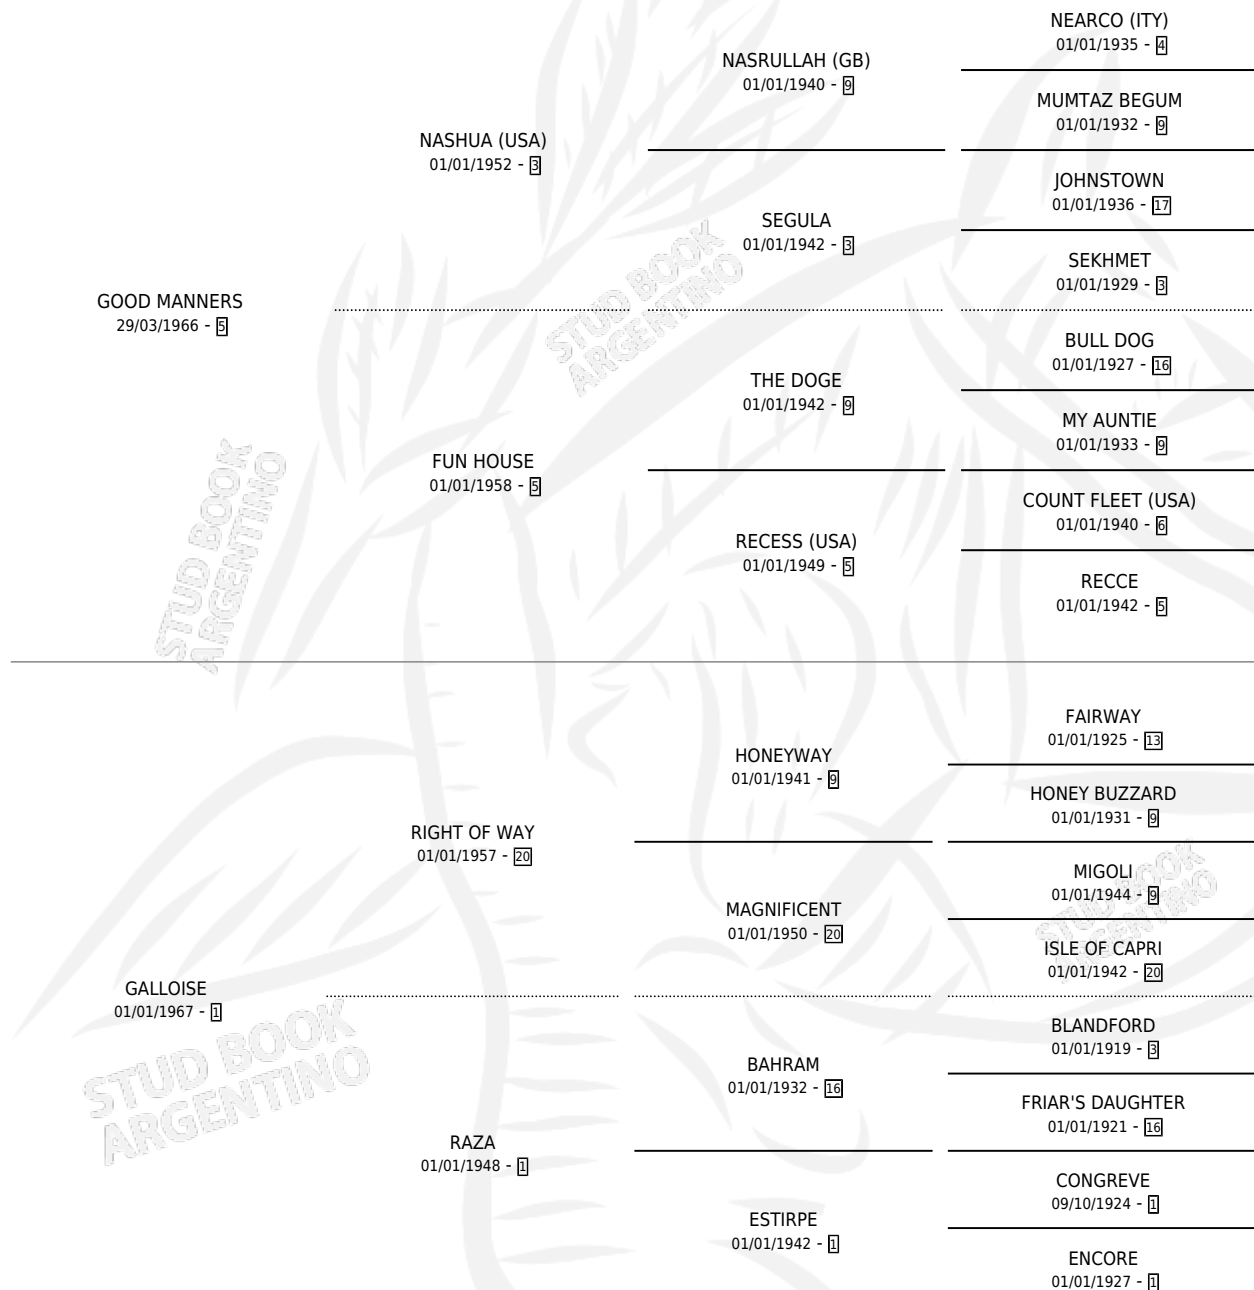 NEARCO (ITY)
01/01/1935 - 4
NASRULLAH (GB)
01/01/1940 - 9
MUMTAZ BEGUM
01/01/1932 - 9
NASHUA (USA)
01/01/1952 - 3
JOHNSTOWN
01/01/1936 - 17
SEGULA
01/01/1942 - 3
SEKHMET
01/01/1929 - 3
GOOD MANNERS
29/03/1966 - 5
BULL DOG
01/01/1927 - 16
THE DOGE
01/01/1942 - 9
MY AUNTIE
01/01/1933 - 9
FUN HOUSE
01/01/1958 - 5
COUNT FLEET (USA)
01/01/1940 - 6
RECESS (USA)
01/01/1949 - 5
RECCE
01/01/1942 - 5
FAIRWAY
01/01/1925 - 13
HONEYWAY
01/01/1941 - 9
HONEY BUZZARD
01/01/1931 - 9
RIGHT OF WAY
01/01/1957 - 20
MIGOLI
01/01/1944 - 9
MAGNIFICENT
01/01/1950 - 20
ISLE OF CAPRI
01/01/1942 - 20
GALLOISE
01/01/1967 - 1
BLANDFORD
01/01/1919 - 3
BAHRAM
01/01/1932 - 16
FRIAR'S DAUGHTER
01/01/1921 - 16
RAZA
01/01/1948 - 1
CONGREVE
09/10/1924 - 1
ESTIRPE
01/01/1942 - 1
ENCORE
01/01/1927 - 1
STUD BOOK
ARGENTINO
STUD BOOK
ARGENTINO
STUD BOOK
ARGENTINO
STUD BOOK
ARGENTINO